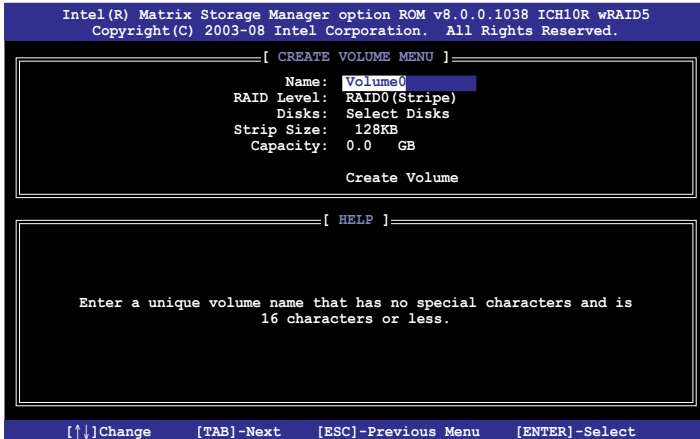 Intel(R) Matrix Storage Manager option ROM v8.0.0.1038 ICH10R wRAID5
Copyright(C) 2003-08 Intel Corporation. All Rights Reserved.
[ CREATE VOLUME MENU ]
Name: Volume0
RAID Level: RAID0(Stripe)
Disks: Select Disks
Strip Size: 128KB
Capacity: 0.0 GB
Create Volume
[ HELP ]
Enter a unique volume name that has no special characters and is
16 characters or less.
[↑↓]Change [TAB]-Next [ESC]-Previous Menu [ENTER]-Select